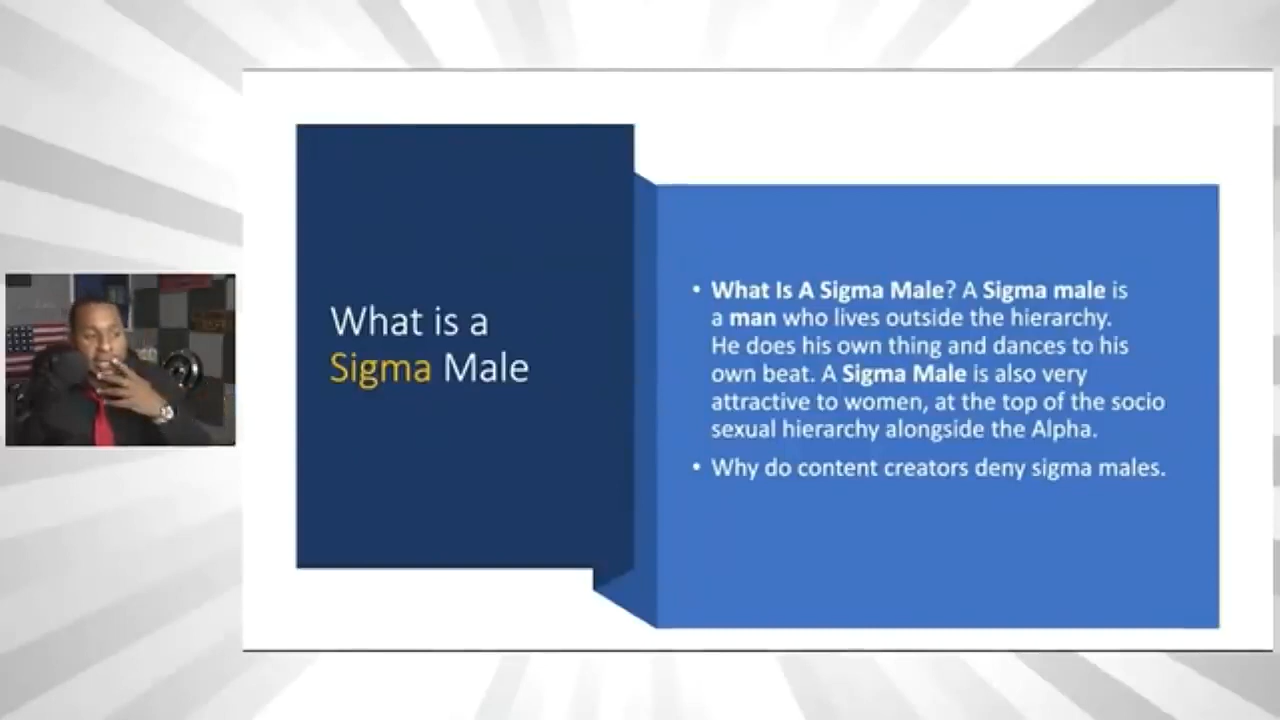 What is a
Sigma Male
• What Is A Sigma Male? A Sigma male is
a man who lives outside the hierarchy.
He does his own thing and dances to his
own beat. A Sigma Male is also very
attractive to women, at the top of the socio
sexual hierarchy alongside the Alpha.
• Why do content creators deny sigma males.